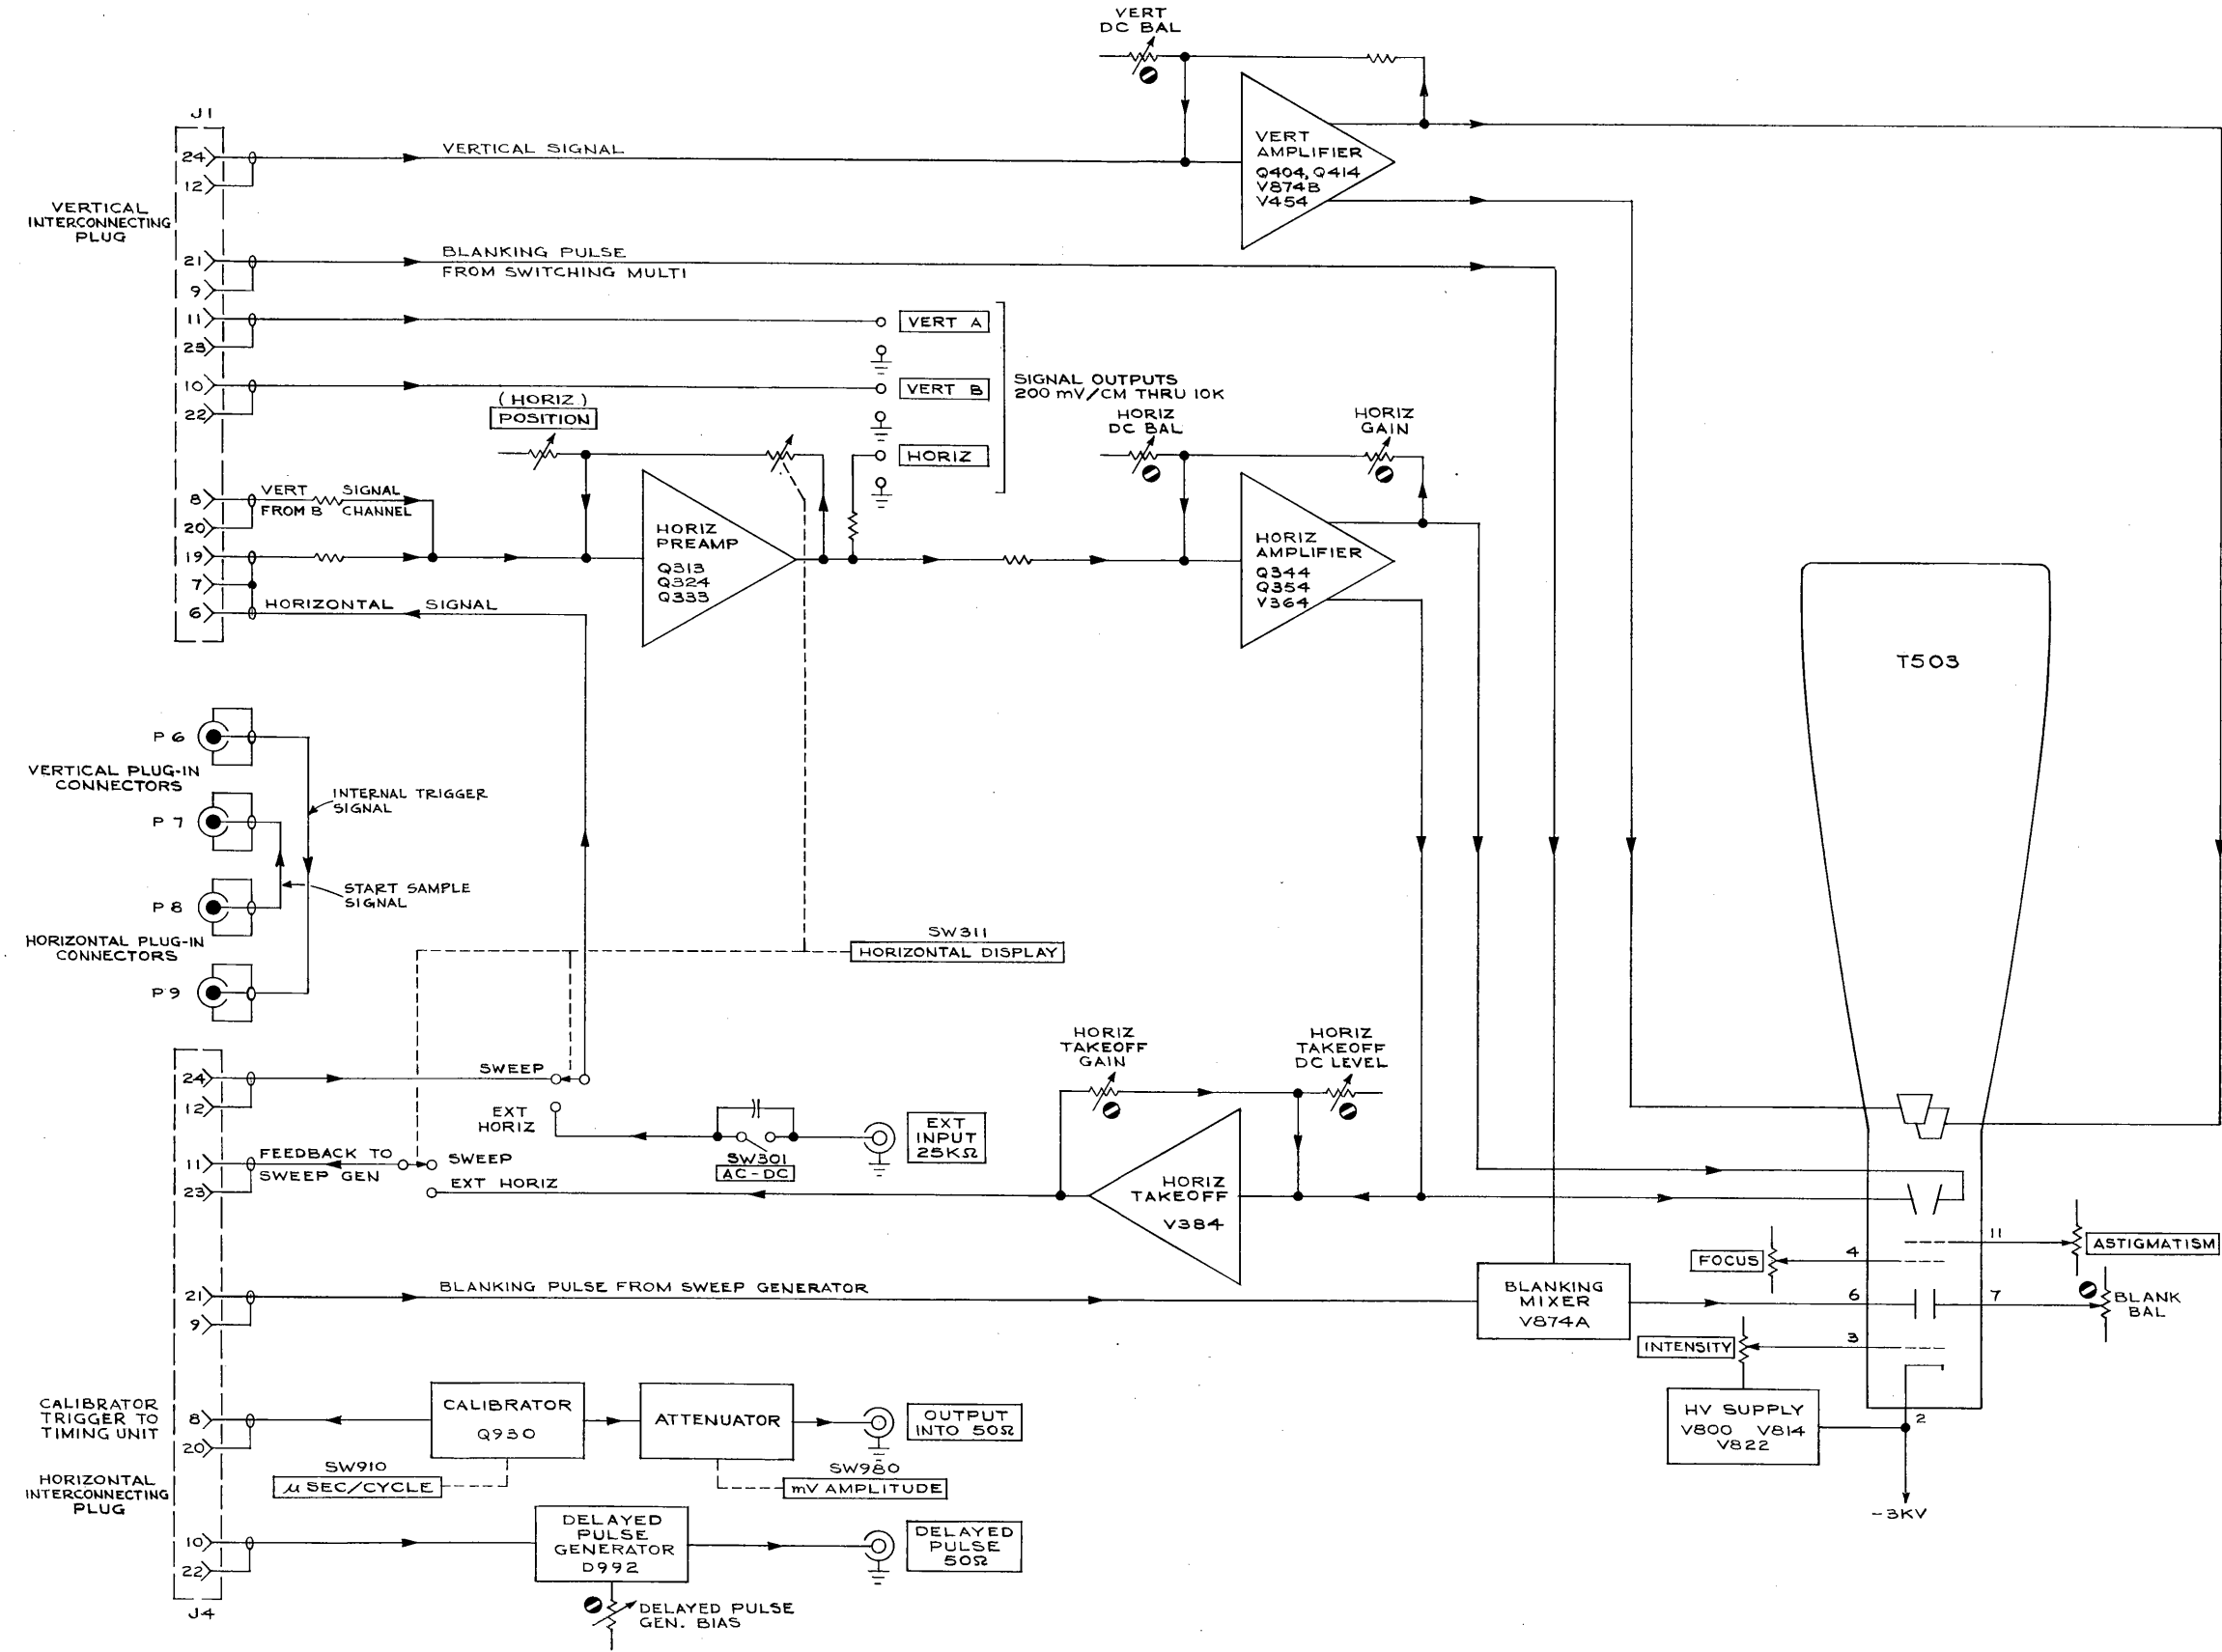 VERT
DC BAL
J1
24
VERTICAL SIGNAL
12
VERT
AMPLIFIER
Q404, Q414
V874B
V454
VERTICAL
INTERCONNECTING
PLUG
21
BLANKING PULSE
FROM SWITCHING MULTI
9
11
VERT A
23
10
VERT B
22
SIGNAL OUTPUTS
200 mV/CM THRU 10K
(HORIZ)
POSITION
HORIZ
HORIZ
DC BAL
HORIZ
GAIN
8
VERT SIGNAL
FROM B CHANNEL
20
19
7
6
HORIZONTAL SIGNAL
HORIZ
PREAMP
Q313
Q324
Q333
HORIZ
AMPLIFIER
Q344
Q354
V364
T503
P 6
VERTICAL PLUG-IN
CONNECTORS
INTERNAL TRIGGER
SIGNAL
P 7
P 8
START SAMPLE
SIGNAL
HORIZONTAL PLUG-IN
CONNECTORS
P 9
SW311
HORIZONTAL DISPLAY
24
SWEEP
12
EXT
HORIZ
SW301
AC-DC
EXT
INPUT
25KΩ
HORIZ
TAKEOFF
GAIN
HORIZ
TAKEOFF
DC LEVEL
11
FEEDBACK TO
SWEEP GEN
SWEEP
23
EXT HORIZ
HORIZ
TAKEOFF
V384
11
ASTIGMATISM
FOCUS
4
21
BLANKING PULSE FROM SWEEP GENERATOR
9
BLANKING
MIXER
V874A
6
7
BLANK
BAL
INTENSITY
3
HV SUPPLY
V800 V814
V822
2
-3KV
CALIBRATOR
TRIGGER TO
TIMING UNIT
8
20
CALIBRATOR
Q930
ATTENUATOR
OUTPUT
INTO 50Ω
SW910
μ SEC/CYCLE
SW980
mV AMPLITUDE
HORIZONTAL
INTERCONNECTING
PLUG
10
22
DELAYED
PULSE
GENERATOR
D992
DELAYED
PULSE
50Ω
DELAYED PULSE
GEN. BIAS
J4